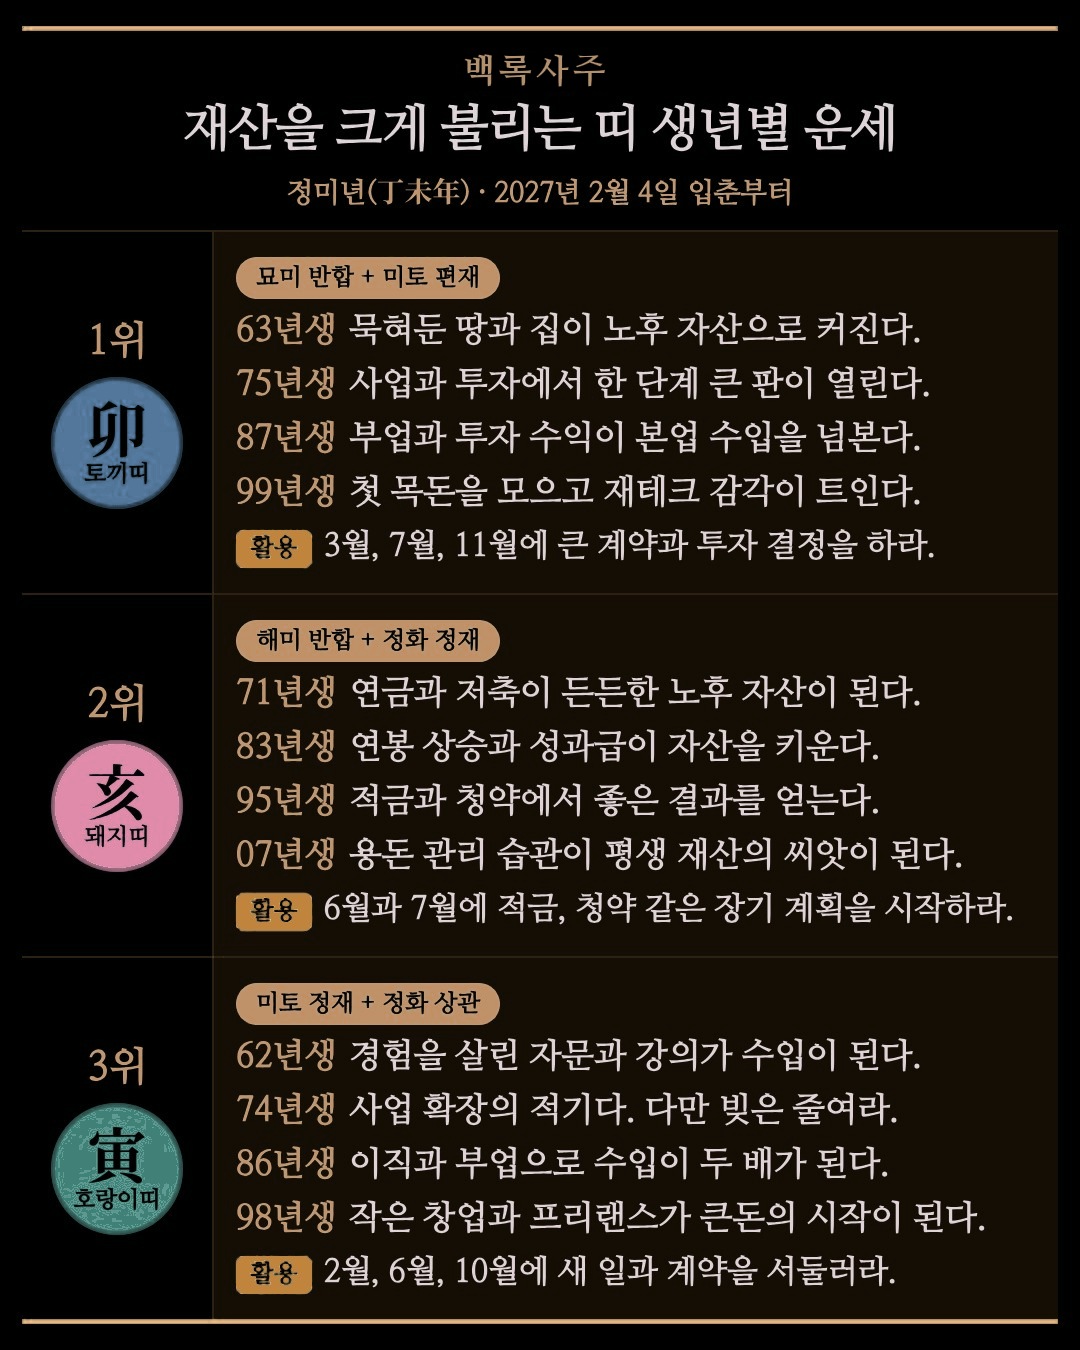 백록사주
재산을 크게 불리는 띠 생년별 운세
정미년(丁未年) · 2027년 2월 4일 입춘부터
1위
卯
토끼띠
묘미 반합 + 미토 편재
63년생 묵혀둔 땅과 집이 노후 자산으로 커진다.
75년생 사업과 투자에서 한 단계 큰 판이 열린다.
87년생 부업과 투자 수익이 본업 수입을 넘본다.
99년생 첫 목돈을 모으고 재테크 감각이 트인다.
활용 3월, 7월, 11월에 큰 계약과 투자 결정을 하라.
2위
亥
돼지띠
해미 반합 + 정화 정재
71년생 연금과 저축이 든든한 노후 자산이 된다.
83년생 연봉 상승과 성과급이 자산을 키운다.
95년생 적금과 청약에서 좋은 결과를 얻는다.
07년생 용돈 관리 습관이 평생 재산의 씨앗이 된다.
활용 6월과 7월에 적금, 청약 같은 장기 계획을 시작하라.
3위
寅
호랑이띠
미토 정재 + 정화 상관
62년생 경험을 살린 자문과 강의가 수입이 된다.
74년생 사업 확장의 적기다. 다만 빚은 줄여라.
86년생 이직과 부업으로 수입이 두 배가 된다.
98년생 작은 창업과 프리랜스가 큰돈의 시작이 된다.
활용 2월, 6월, 10월에 새 일과 계약을 서둘러라.